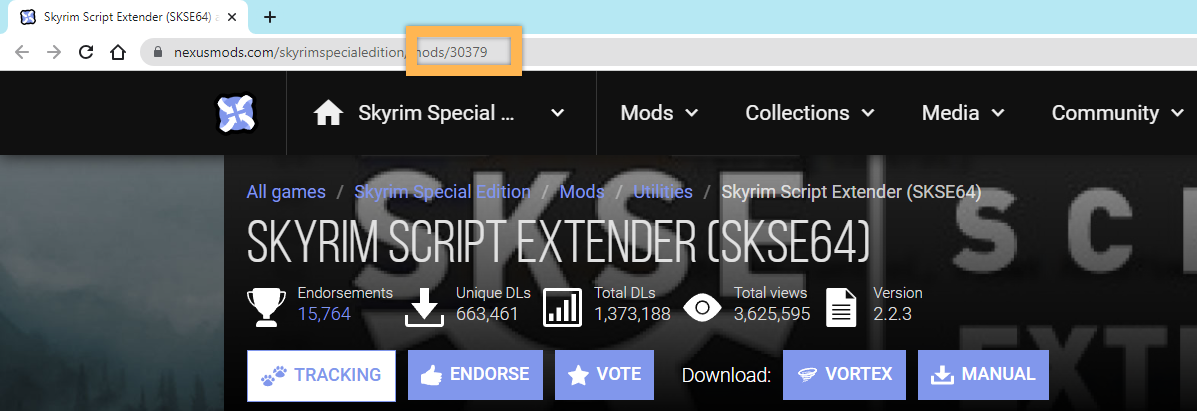 Skyrim Script Extender (SKSE64) a
nexusmods.com/skyrimspecialedition/mods/30379
Skyrim Special ... Mods Collections Media Community
All games / Skyrim Special Edition / Mods / Utilities / Skyrim Script Extender (SKSE64)
SKYRIM SCRIPT EXTENDER (SKSE64)
Endorsements Unique DLs Total DLs Total views Version
15,764 663,461 1,373,188 3,625,595 2.2.3
TRACKING ENDORSE VOTE Download: VORTEX MANUAL
SKSE
SC
EXT